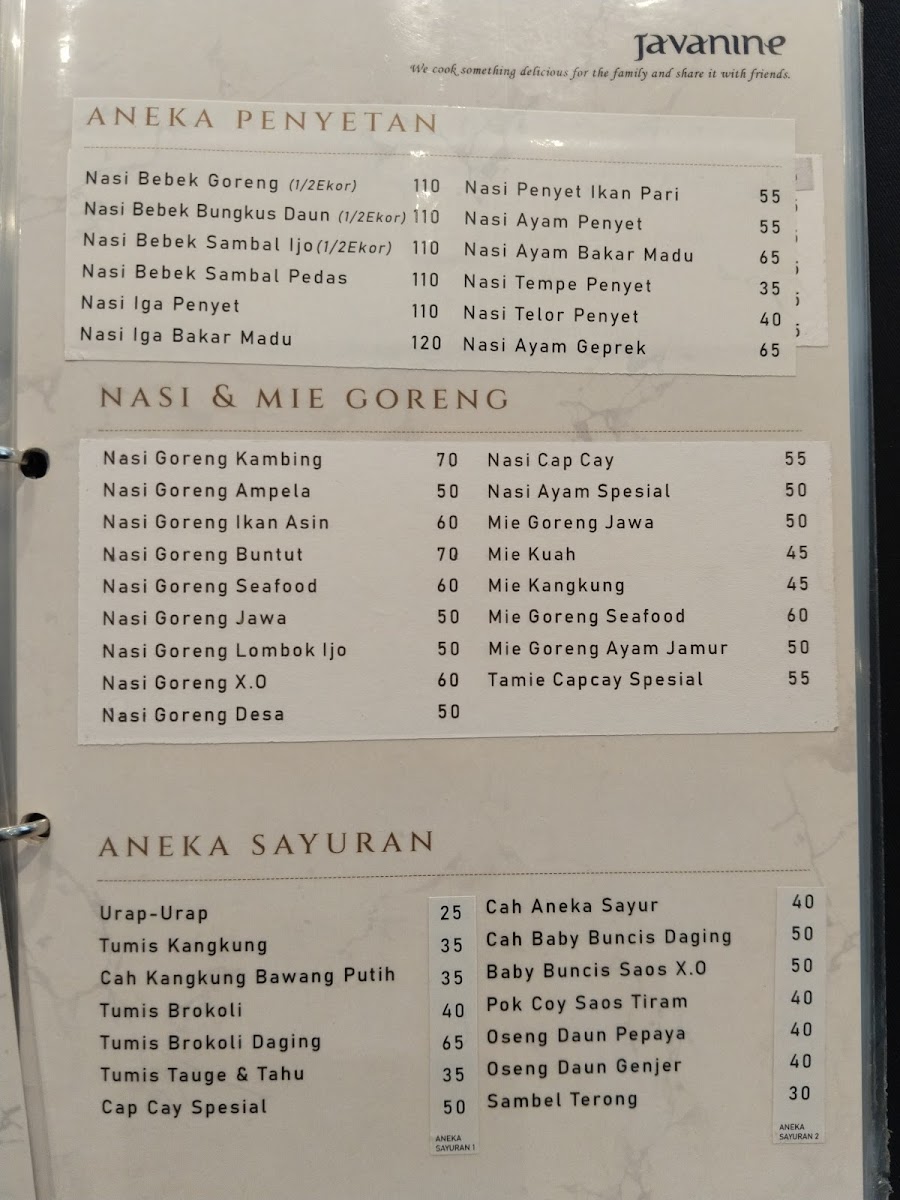 Javanine
We cook something delicious for the family and share it with friends.
ANEKA PENYETAN
Nasi Bebek Goreng (1/2Ekor) 110
Nasi Bebek Bungkus Daun (1/2Ekor) 110
Nasi Bebek Sambal Ijo (1/2Ekor) 110
Nasi Bebek Sambal Pedas 110
Nasi Iga Penyet 110
Nasi Iga Bakar Madu 120
Nasi Penyet Ikan Pari 55
Nasi Ayam Penyet 55
Nasi Ayam Bakar Madu 65
Nasi Tempe Penyet 35
Nasi Telor Penyet 40
Nasi Ayam Geprek 65
NASI & MIE GORENG
Nasi Goreng Kambing 70
Nasi Goreng Ampela 50
Nasi Goreng Ikan Asin 60
Nasi Goreng Buntut 70
Nasi Goreng Seafood 60
Nasi Goreng Jawa 50
Nasi Goreng Lombok Ijo 50
Nasi Goreng X.O 60
Nasi Goreng Desa 50
Nasi Cap Cay 55
Nasi Ayam Spesial 50
Mie Goreng Jawa 50
Mie Kuah 45
Mie Kangkung 45
Mie Goreng Seafood 60
Mie Goreng Ayam Jamur 50
Tamie Capcay Spesial 55
ANEKA SAYURAN
Urap-Urap 25
Tumis Kangkung 35
Cah Kangkung Bawang Putih 35
Tumis Brokoli 40
Tumis Brokoli Daging 65
Tumis Tauge & Tahu 35
Cap Cay Spesial 50
ANEKA
SAYURAN 1
Cah Aneka Sayur 40
Cah Baby Buncis Daging 50
Baby Buncis Saos X.O 50
Pok Coy Saos Tiram 40
Oseng Daun Pepaya 40
Oseng Daun Genjer 40
Sambel Terong 30
ANEKA
SAYURAN 2